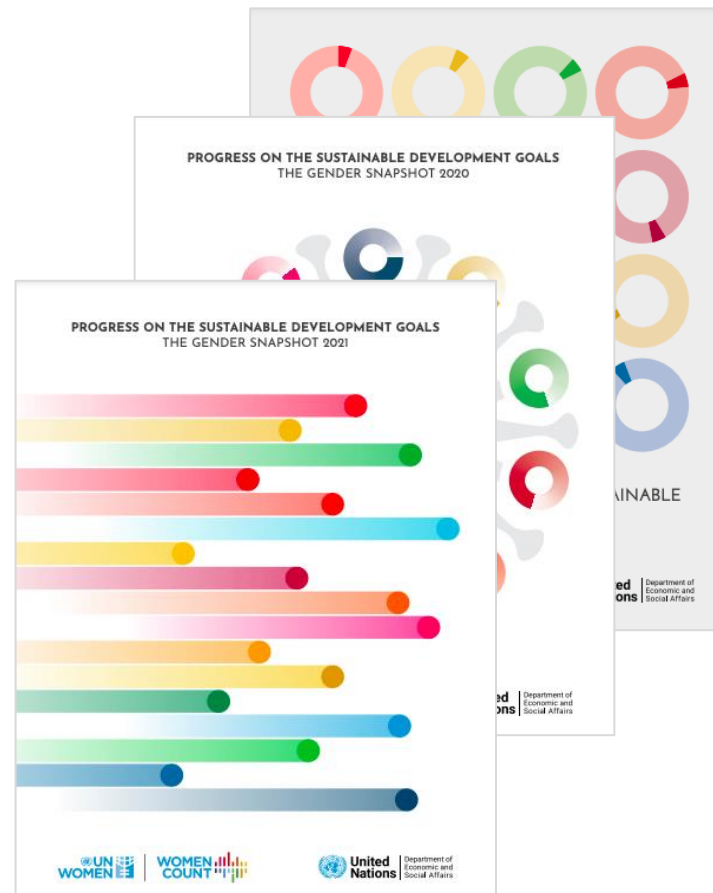 PROGRESS ON THE SUSTAINABLE DEVELOPMENT GOALS
THE GENDER SNAPSHOT 2020
PROGRESS ON THE SUSTAINABLE DEVELOPMENT GOALS
THE GENDER SNAPSHOT 2021
UN
WOMEN
WOMEN
COUNT
United
Nations
Department of
Economic and
Social Affairs
Department of
Economic and
Social Affairs
Department of
Economic and
Social Affairs